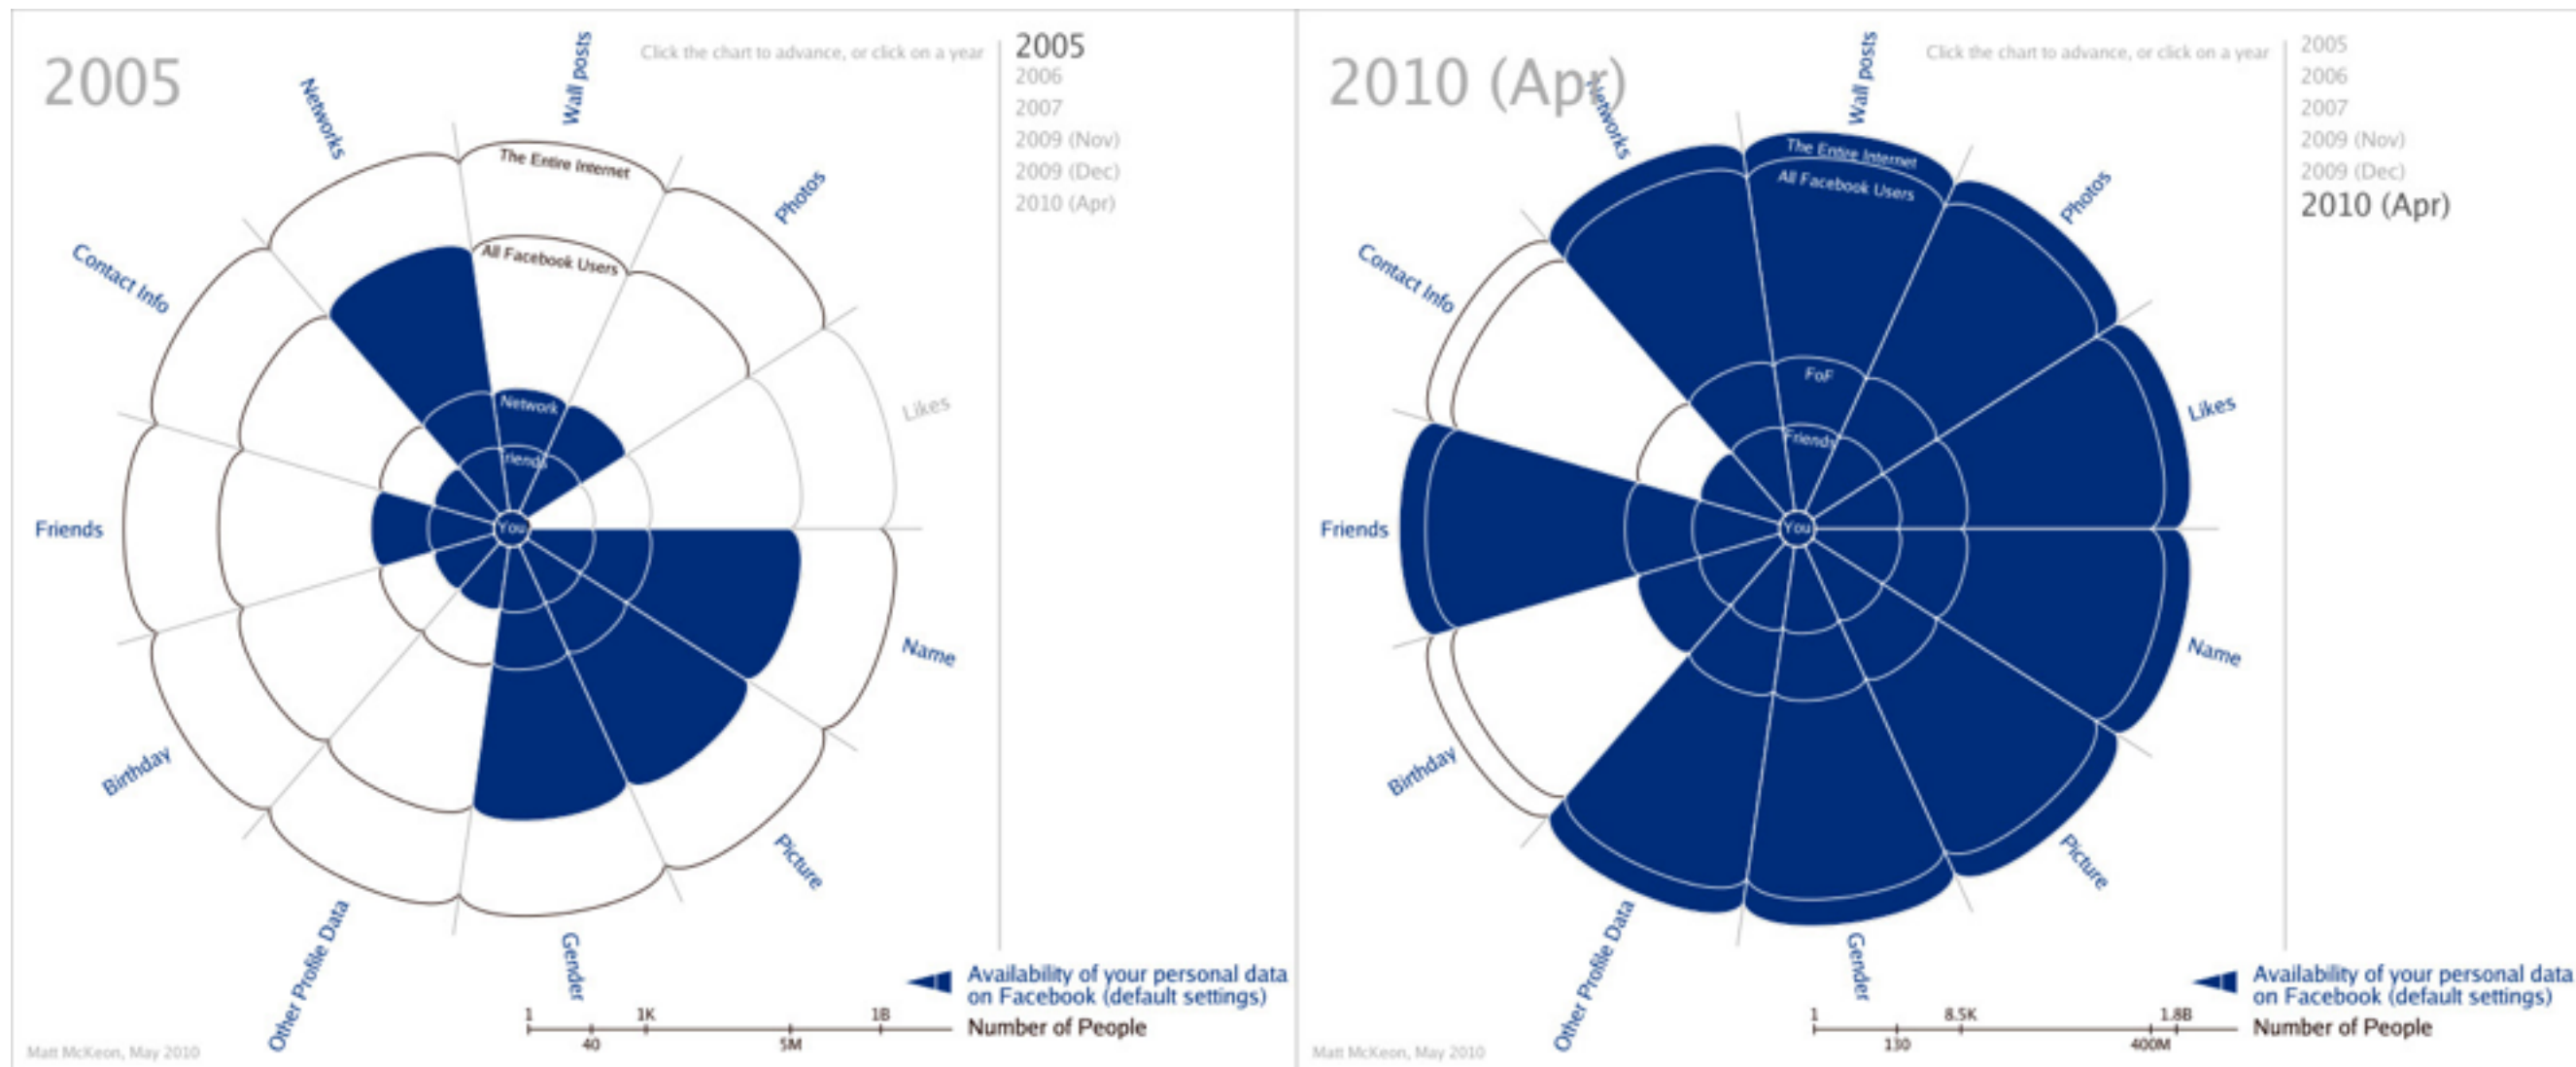 2005
Click the chart to advance, or click on a year
2005
2006
2007
2009 (Nov)
2009 (Dec)
2010 (Apr)
Wall posts
Networks
The Entire Internet
Photos
All Facebook Users
Contact Info
Likes
Network
Friends
You
Friends
Name
Birthday
Picture
Other Profile Data
Gender
Availability of your personal data
on Facebook (default settings)
1
1K
1B
Number of People
40
5M
Matt McKeon, May 2010
2010 (Apr)
Click the chart to advance, or click on a year
2005
2006
2007
2009 (Nov)
2009 (Dec)
2010 (Apr)
Wall posts
Networks
The Entire Internet
All Facebook Users
Photos
Contact Info
FoF
Likes
Friends
You
Friends
Name
Birthday
Picture
Other Profile Data
Gender
Availability of your personal data
on Facebook (default settings)
1
8.5K
1.8B
Number of People
130
400M
Matt McKeon, May 2010